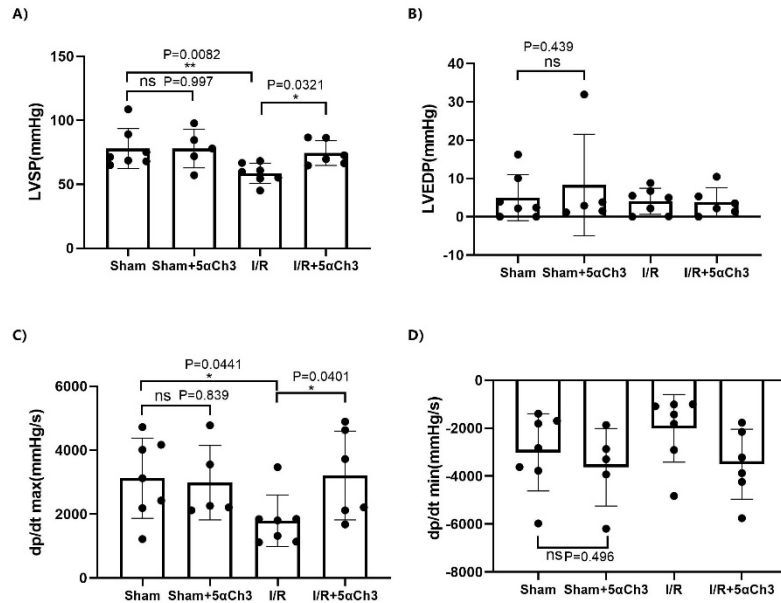 A)
P=0.0082
**
ns P=0.997
P=0.0321
*
LVSP(mmHg)
150
100
50
0
Sham Sham+5αCh3 I/R I/R+5αCh3
B)
P=0.439
ns
LVEDP(mmHg)
40
30
20
10
0
-10
Sham Sham+5αCh3 I/R I/R+5αCh3
C)
P=0.0441
*
P=0.0401
*
ns P=0.839
dp/dt max(mmHg/s)
6000
4000
2000
0
Sham Sham+5αCh3 I/R I/R+5αCh3
D)
dp/dt min(mmHg/s)
0
-2000
-4000
-6000
-8000
ns P=0.496
Sham Sham+5αCh3 I/R I/R+5αCh3